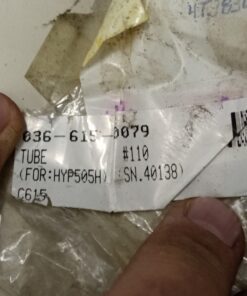 036-615-0079
TUBE #110
(FOR:HYP505H) (SN.40138)
C615